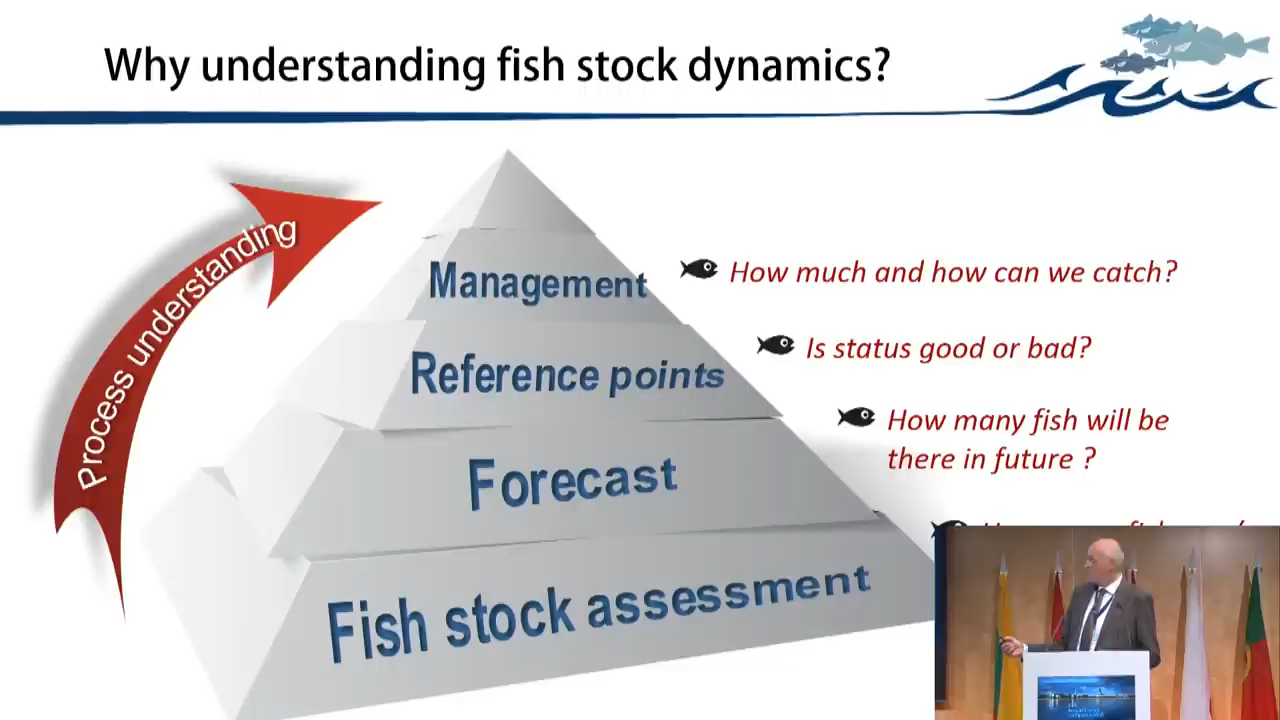 Why understanding fish stock dynamics?
Process understanding
Management
How much and how can we catch?
Reference points
Is status good or bad?
Forecast
How many fish will be
there in future ?
Fish stock assessment